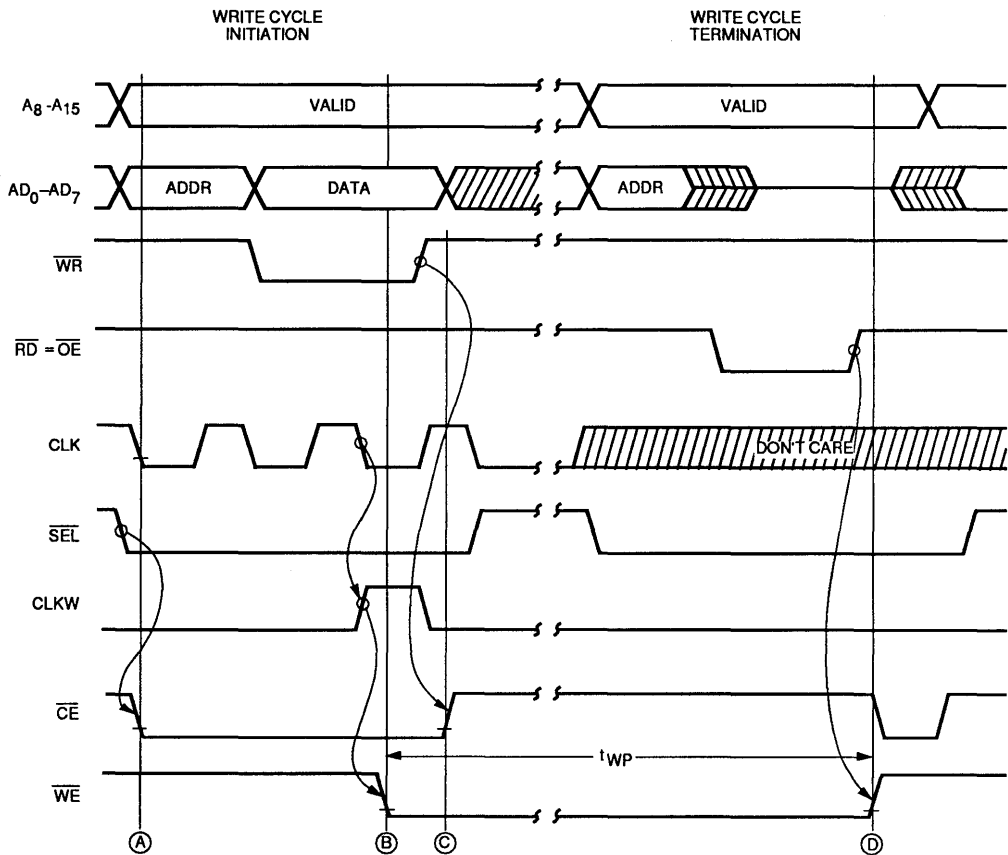 WRITE CYCLE
INITIATION
WRITE CYCLE
TERMINATION
A8-A15
VALID
VALID
AD0-AD7
ADDR
DATA
ADDR
WR
RD = OE
CLK
DON'T CARE
SEL
CLKW
CE
tWP
WE
A
B
C
D